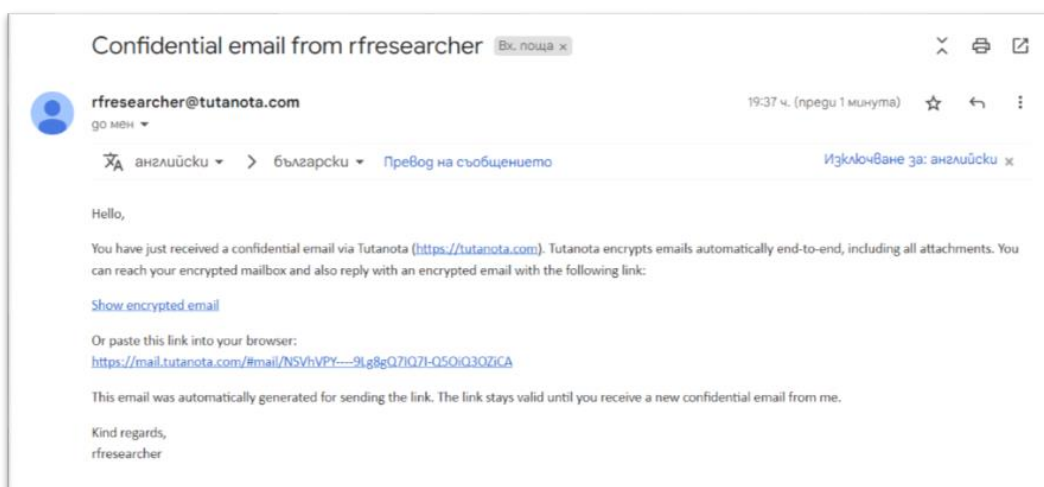 Confidential email from rfresearcher Вх. поща ×
rfresearcher@tutanota.com 19:37 ч. (преди 1 минута)
до мен
английски > български Превод на съобщението Изключване за: английски ×
Hello,
You have just received a confidential email via Tutanota (https://tutanota.com). Tutanota encrypts emails automatically end-to-end, including all attachments. You
can reach your encrypted mailbox and also reply with an encrypted email with the following link:
Show encrypted email
Or paste this link into your browser:
https://mail.tutanota.com/#mail/NSVhVPY----9Lg8gQ7IQ7I-Q5OiQ3OZiCA
This email was automatically generated for sending the link. The link stays valid until you receive a new confidential email from me.
Kind regards,
rfresearcher